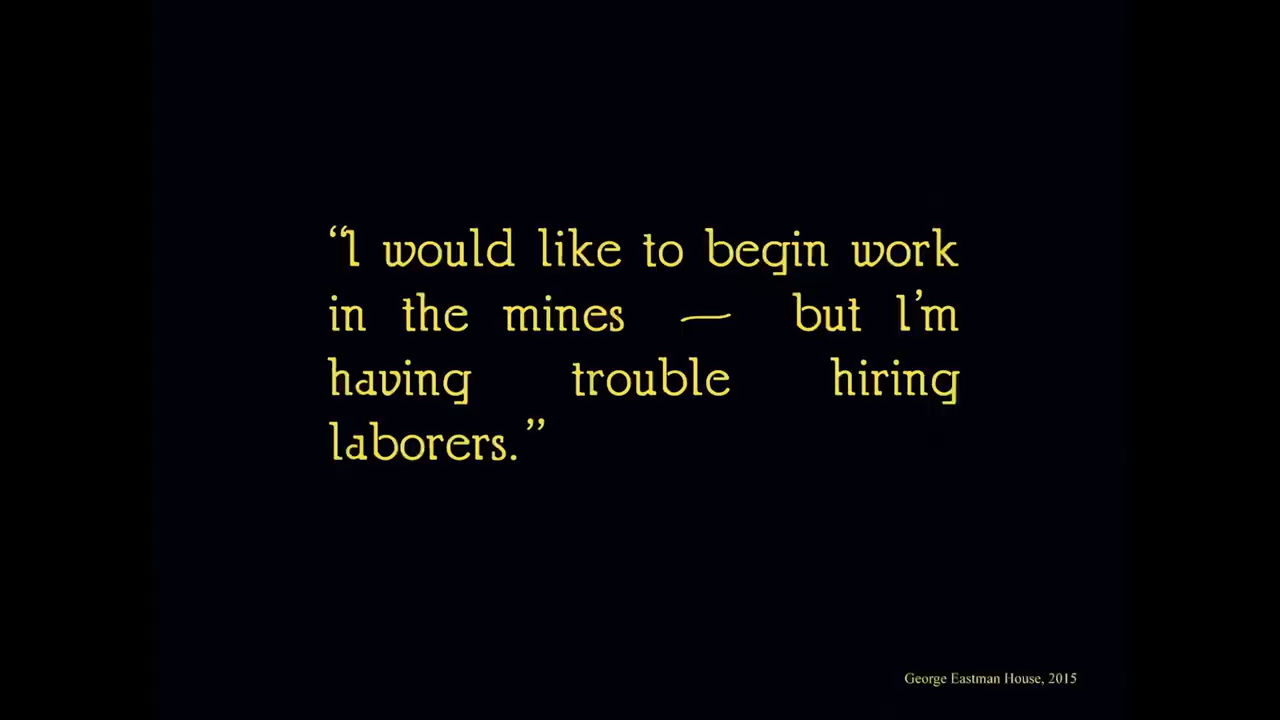 “I would like to begin work
in the mines — but I’m
having trouble hiring
laborers.”
George Eastman House, 2015